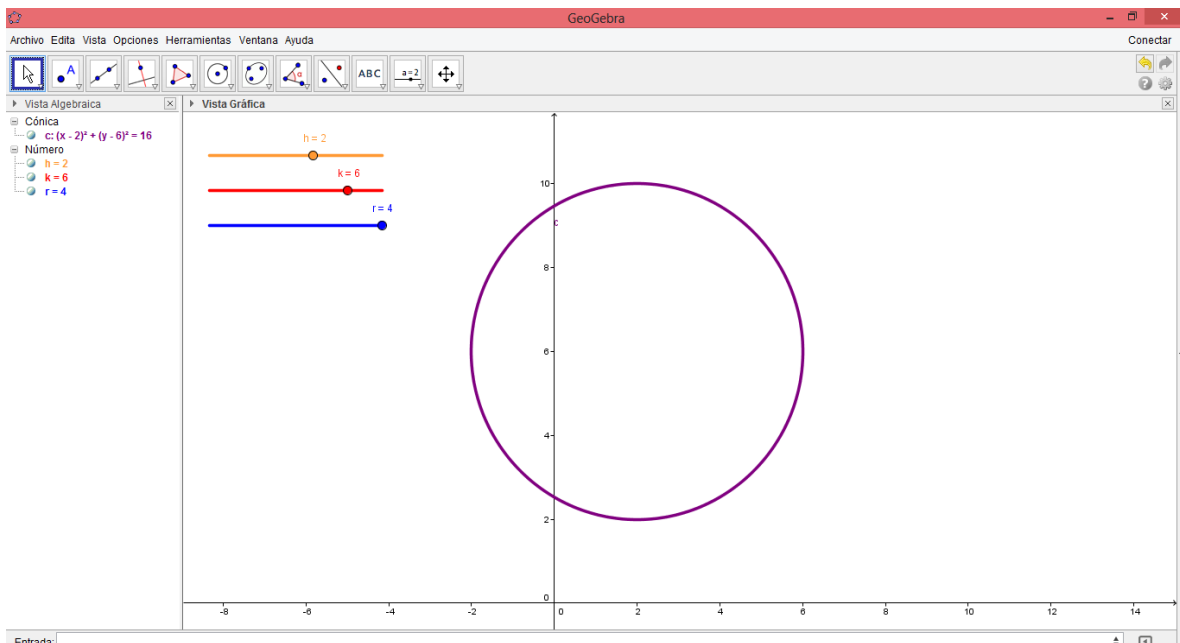 GeoGebra
Archivo Edita Vista Opciones Herramientas Ventana Ayuda
Conectar
A
α
ABC
a=2
Vista Algebraica
Vista Gráfica
Cónica
c: (x - 2)² + (y - 6)² = 16
Número
h = 2
k = 6
r = 4
h = 2
k = 6
r = 4
c
10
8
6
4
2
0
-8 -6 -4 -2 0 2 4 6 8 10 12 14
Entrada: